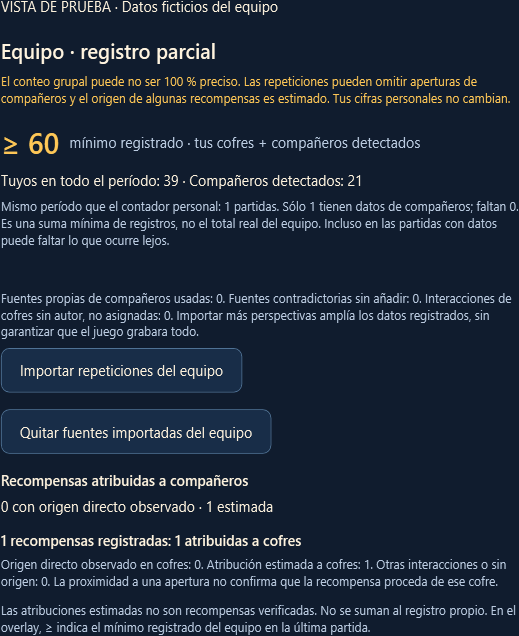 VISTA DE PRUEBA · Datos ficticios del equipo
Equipo · registro parcial
El conteo grupal puede no ser 100 % preciso. Las repeticiones pueden omitir aperturas de
compañeros y el origen de algunas recompensas es estimado. Tus cifras personales no cambian.
≥ 60 mínimo registrado · tus cofres + compañeros detectados
Tuyos en todo el período: 39 · Compañeros detectados: 21
Mismo período que el contador personal: 1 partidas. Sólo 1 tienen datos de compañeros; faltan 0.
Es una suma mínima de registros, no el total real del equipo. Incluso en las partidas con datos
puede faltar lo que ocurre lejos.
Fuentes propias de compañeros usadas: 0. Fuentes contradictorias sin añadir: 0. Interacciones de
cofres sin autor, no asignadas: 0. Importar más perspectivas amplía los datos registrados, sin
garantizar que el juego grabara todo.
Importar repeticiones del equipo
Quitar fuentes importadas del equipo
Recompensas atribuidas a compañeros
0 con origen directo observado · 1 estimada
1 recompensas registradas: 1 atribuidas a cofres
Origen directo observado en cofres: 0. Atribución estimada a cofres: 1. Otras interacciones o sin
origen: 0. La proximidad a una apertura no confirma que la recompensa proceda de ese cofre.
Las atribuciones estimadas no son recompensas verificadas. No se suman al registro propio. En el
overlay, ≥ indica el mínimo registrado del equipo en la última partida.